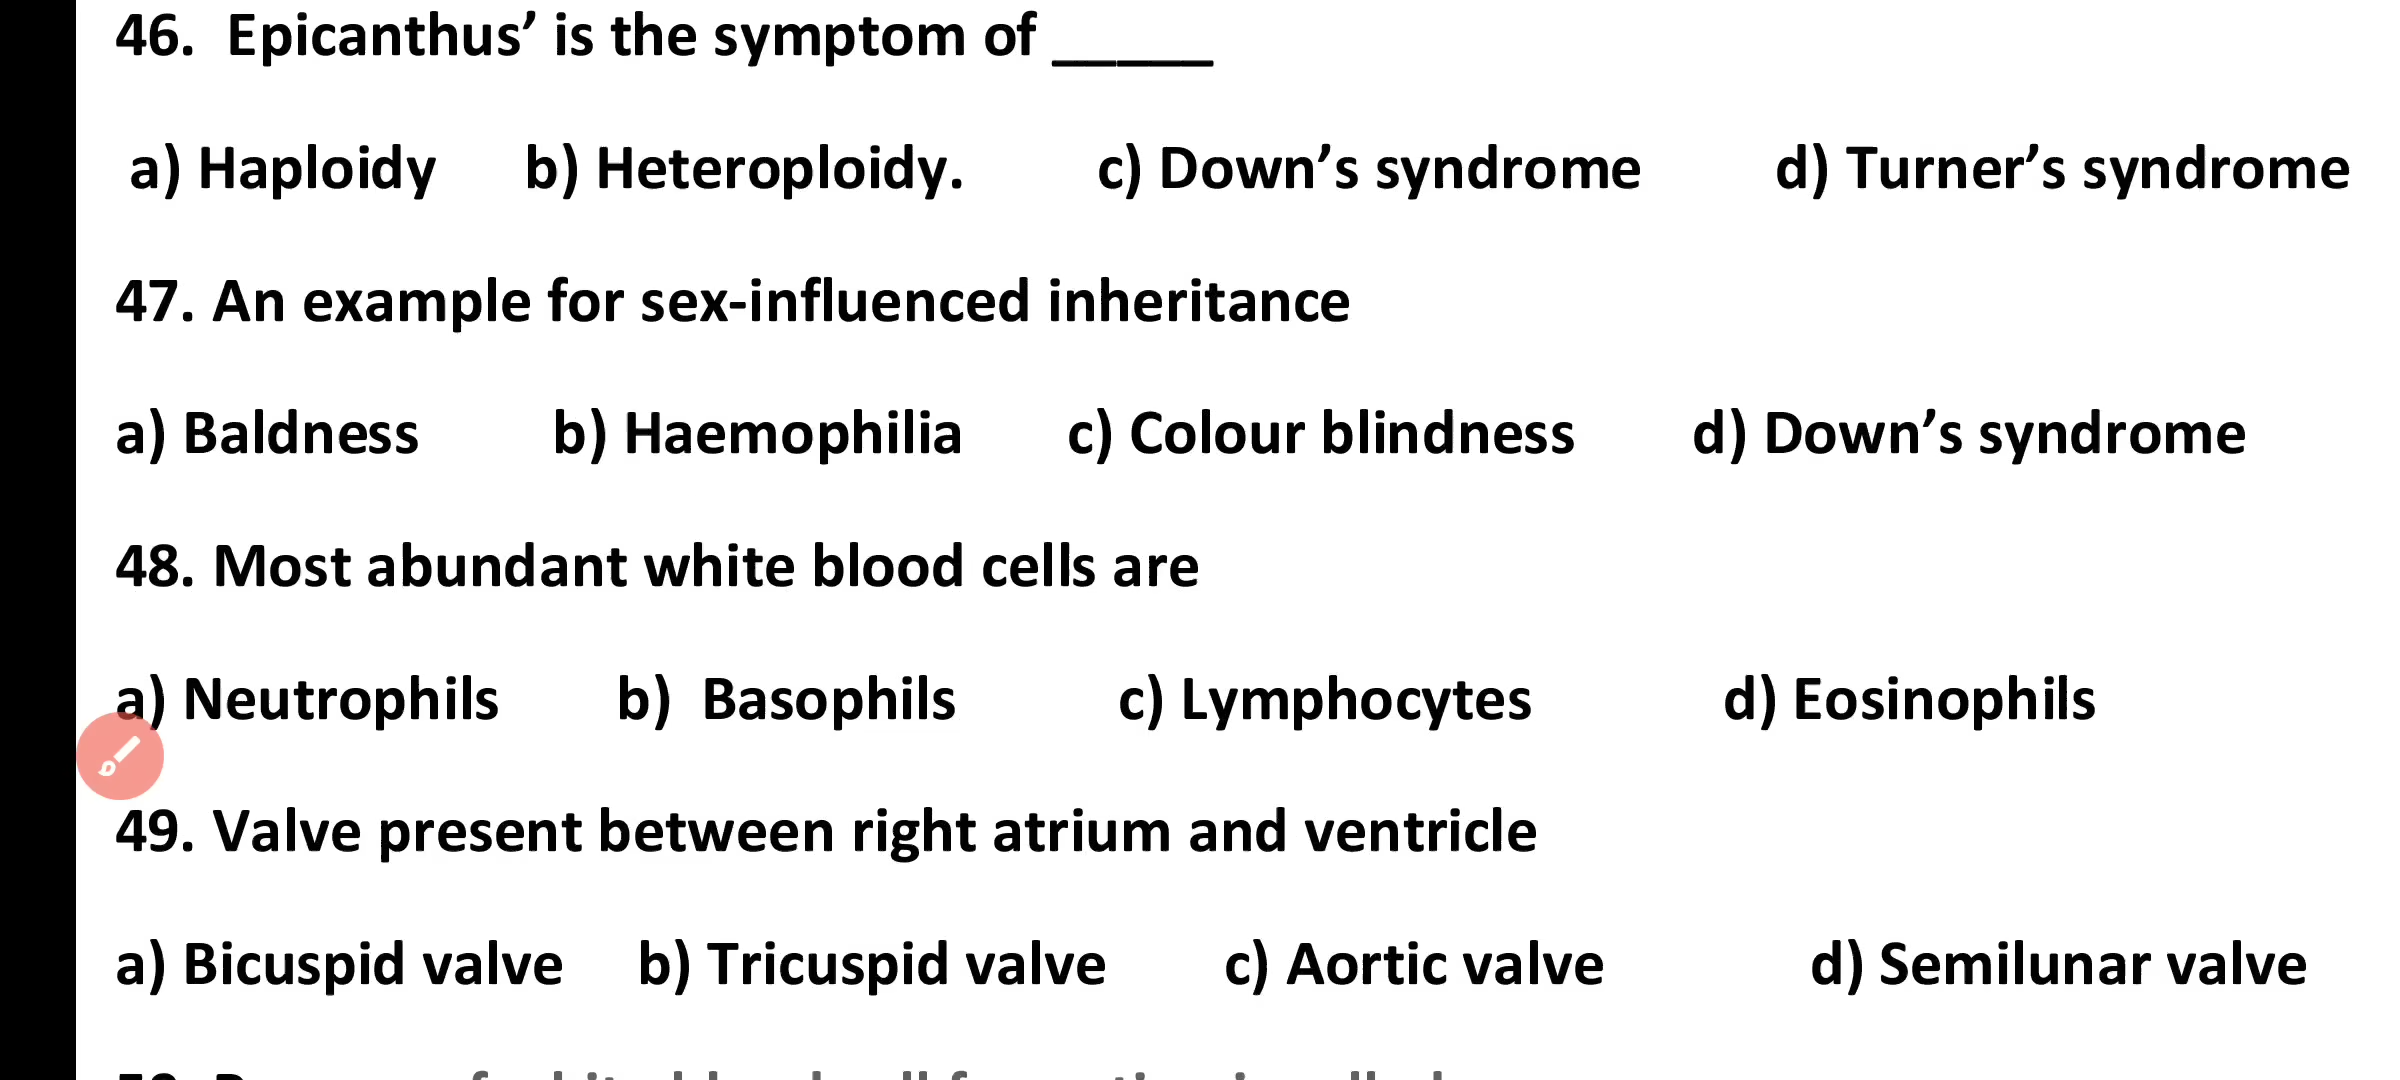 46. Epicanthus’ is the symptom of _____
a) Haploidy b) Heteroploidy. c) Down’s syndrome d) Turner’s syndrome
47. An example for sex-influenced inheritance
a) Baldness b) Haemophilia c) Colour blindness d) Down’s syndrome
48. Most abundant white blood cells are
a) Neutrophils b) Basophils c) Lymphocytes d) Eosinophils
49. Valve present between right atrium and ventricle
a) Bicuspid valve b) Tricuspid valve c) Aortic valve d) Semilunar valve